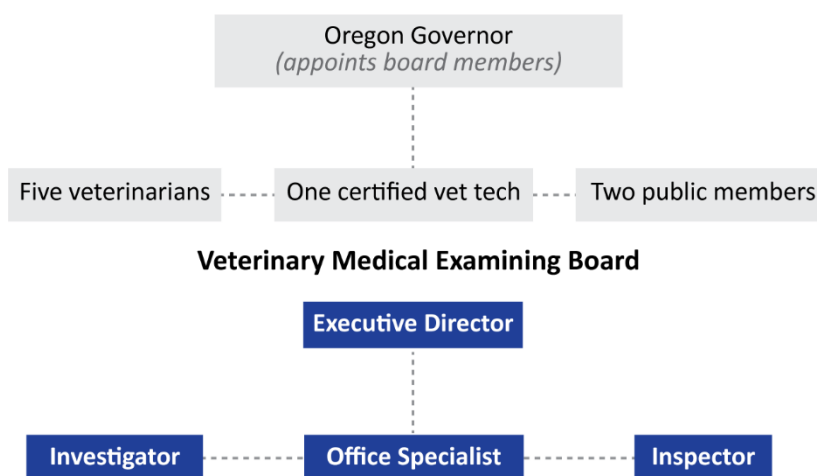 Oregon Governor
(appoints board members)
Five veterinarians
One certified vet tech
Two public members
Veterinary Medical Examining Board
Executive Director
Investigator
Office Specialist
Inspector